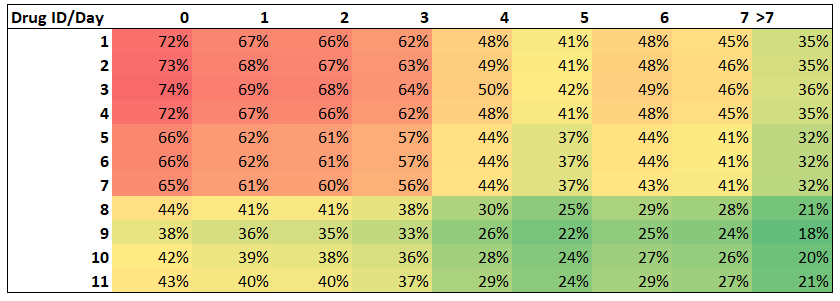 Drug ID/Day 0 1 2 3 4 5 6 7 >7
1 72% 67% 66% 62% 48% 41% 48% 45% 35%
2 73% 68% 67% 63% 49% 41% 48% 46% 35%
3 74% 69% 68% 64% 50% 42% 49% 46% 36%
4 72% 67% 66% 62% 48% 41% 48% 45% 35%
5 66% 62% 61% 57% 44% 37% 44% 41% 32%
6 66% 62% 61% 57% 44% 37% 44% 41% 32%
7 65% 61% 60% 56% 44% 37% 43% 41% 32%
8 44% 41% 41% 38% 30% 25% 29% 28% 21%
9 38% 36% 35% 33% 26% 22% 25% 24% 18%
10 42% 39% 38% 36% 28% 24% 27% 26% 20%
11 43% 40% 40% 37% 29% 24% 29% 27% 21%